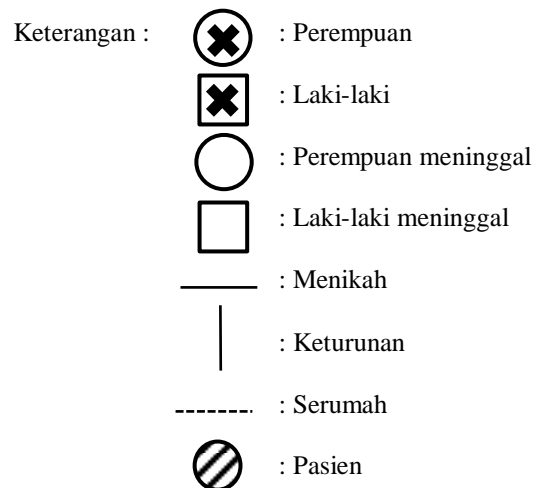 Keterangan : : Perempuan
: Laki-laki
: Perempuan meninggal
: Laki-laki meninggal
: Menikah
: Keturunan
: Serumah
: Pasien